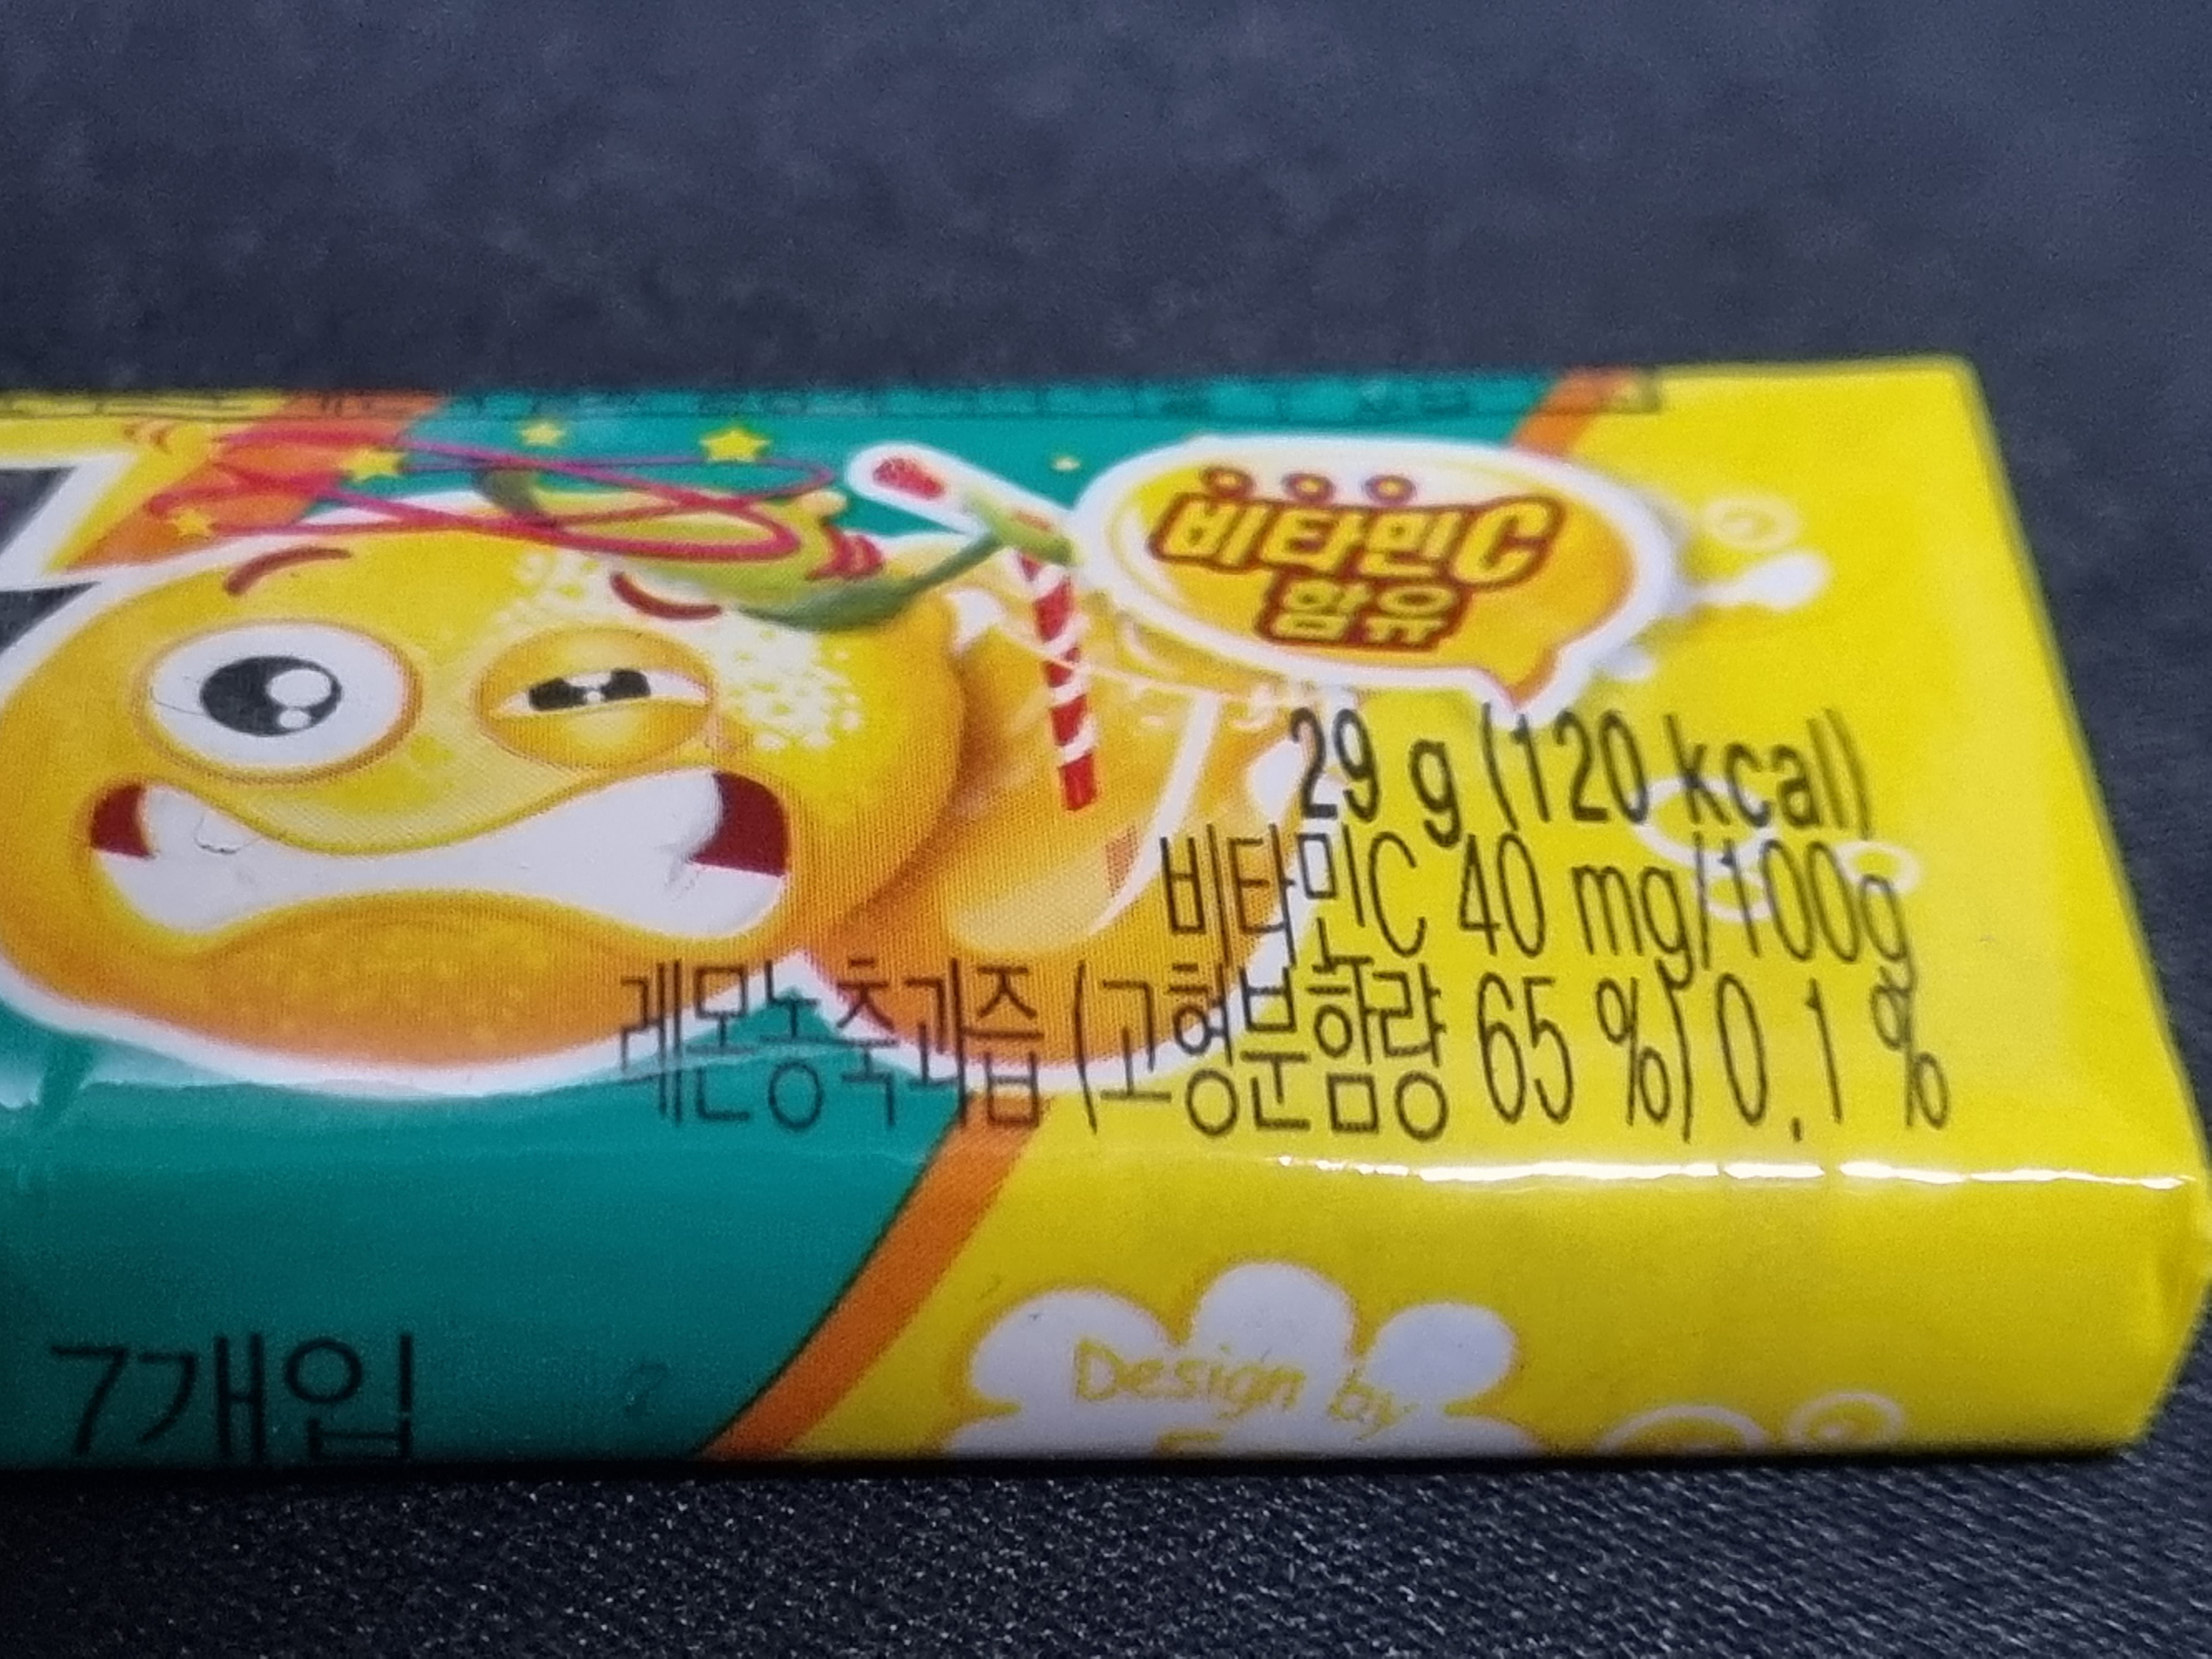 비타민C
함유
29 g (120 kcal)
비타민C 40 mg/100g
레몬농축과즙 (고형분함량 65 %) 0.1 %
7개입
Design by